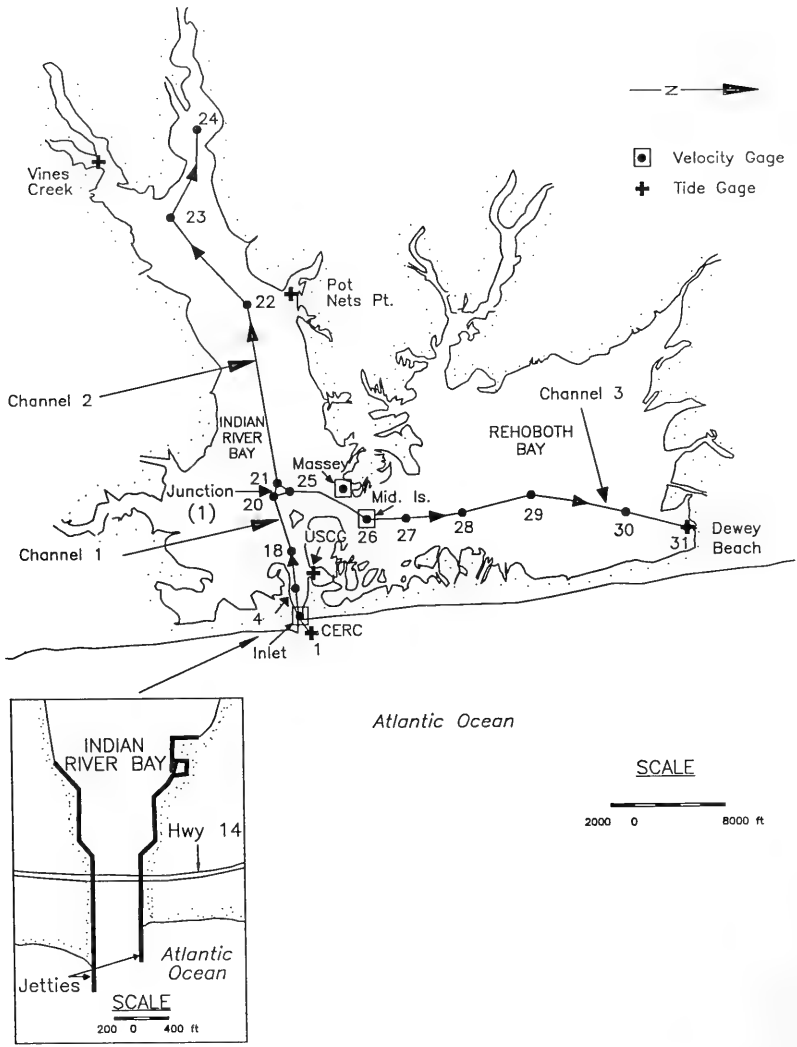 24
N
Velocity Gage
Tide Gage
Vines
Creek
23
Pot
Nets Pt.
22
Channel 2
Channel 3
INDIAN
RIVER
BAY
REHOBOTH
BAY
Massey
21
25
Junction
(1)
20
Mid. Is.
26
27
28
29
30
31
Dewey
Beach
Channel 1
18
USCG
4
CERC
Inlet
1
Atlantic Ocean
INDIAN
RIVER BAY
Hwy 14
Atlantic
Ocean
Jetties
SCALE
200 0 400 ft
SCALE
2000 0 8000 ft